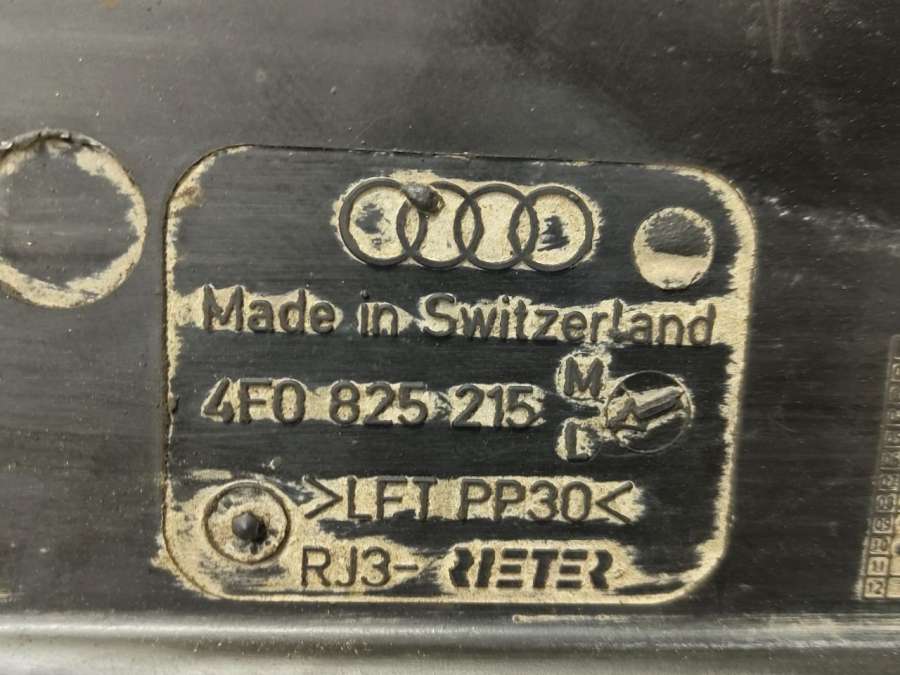 Made in Switzerland
4F0 825 215
M
L
>LFT PP30<
RJ3- RIETER